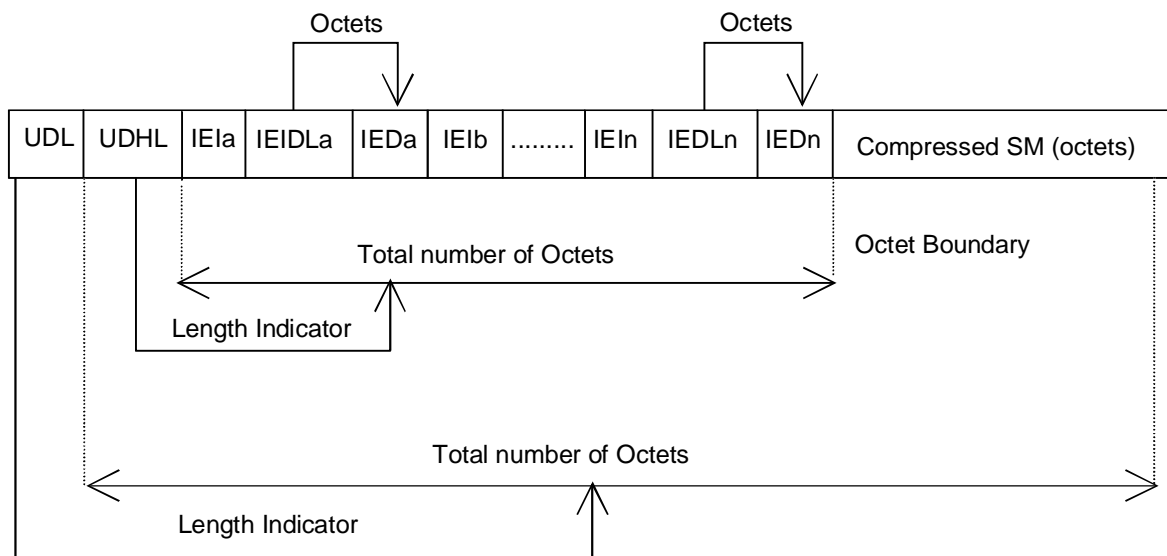 Octets Octets
UDL UDHL IEIa IEIDLa IEDa IEIb ......... IEIn IEDLn IEDn Compressed SM (octets)
Total number of Octets Octet Boundary
Length Indicator
Total number of Octets
Length Indicator